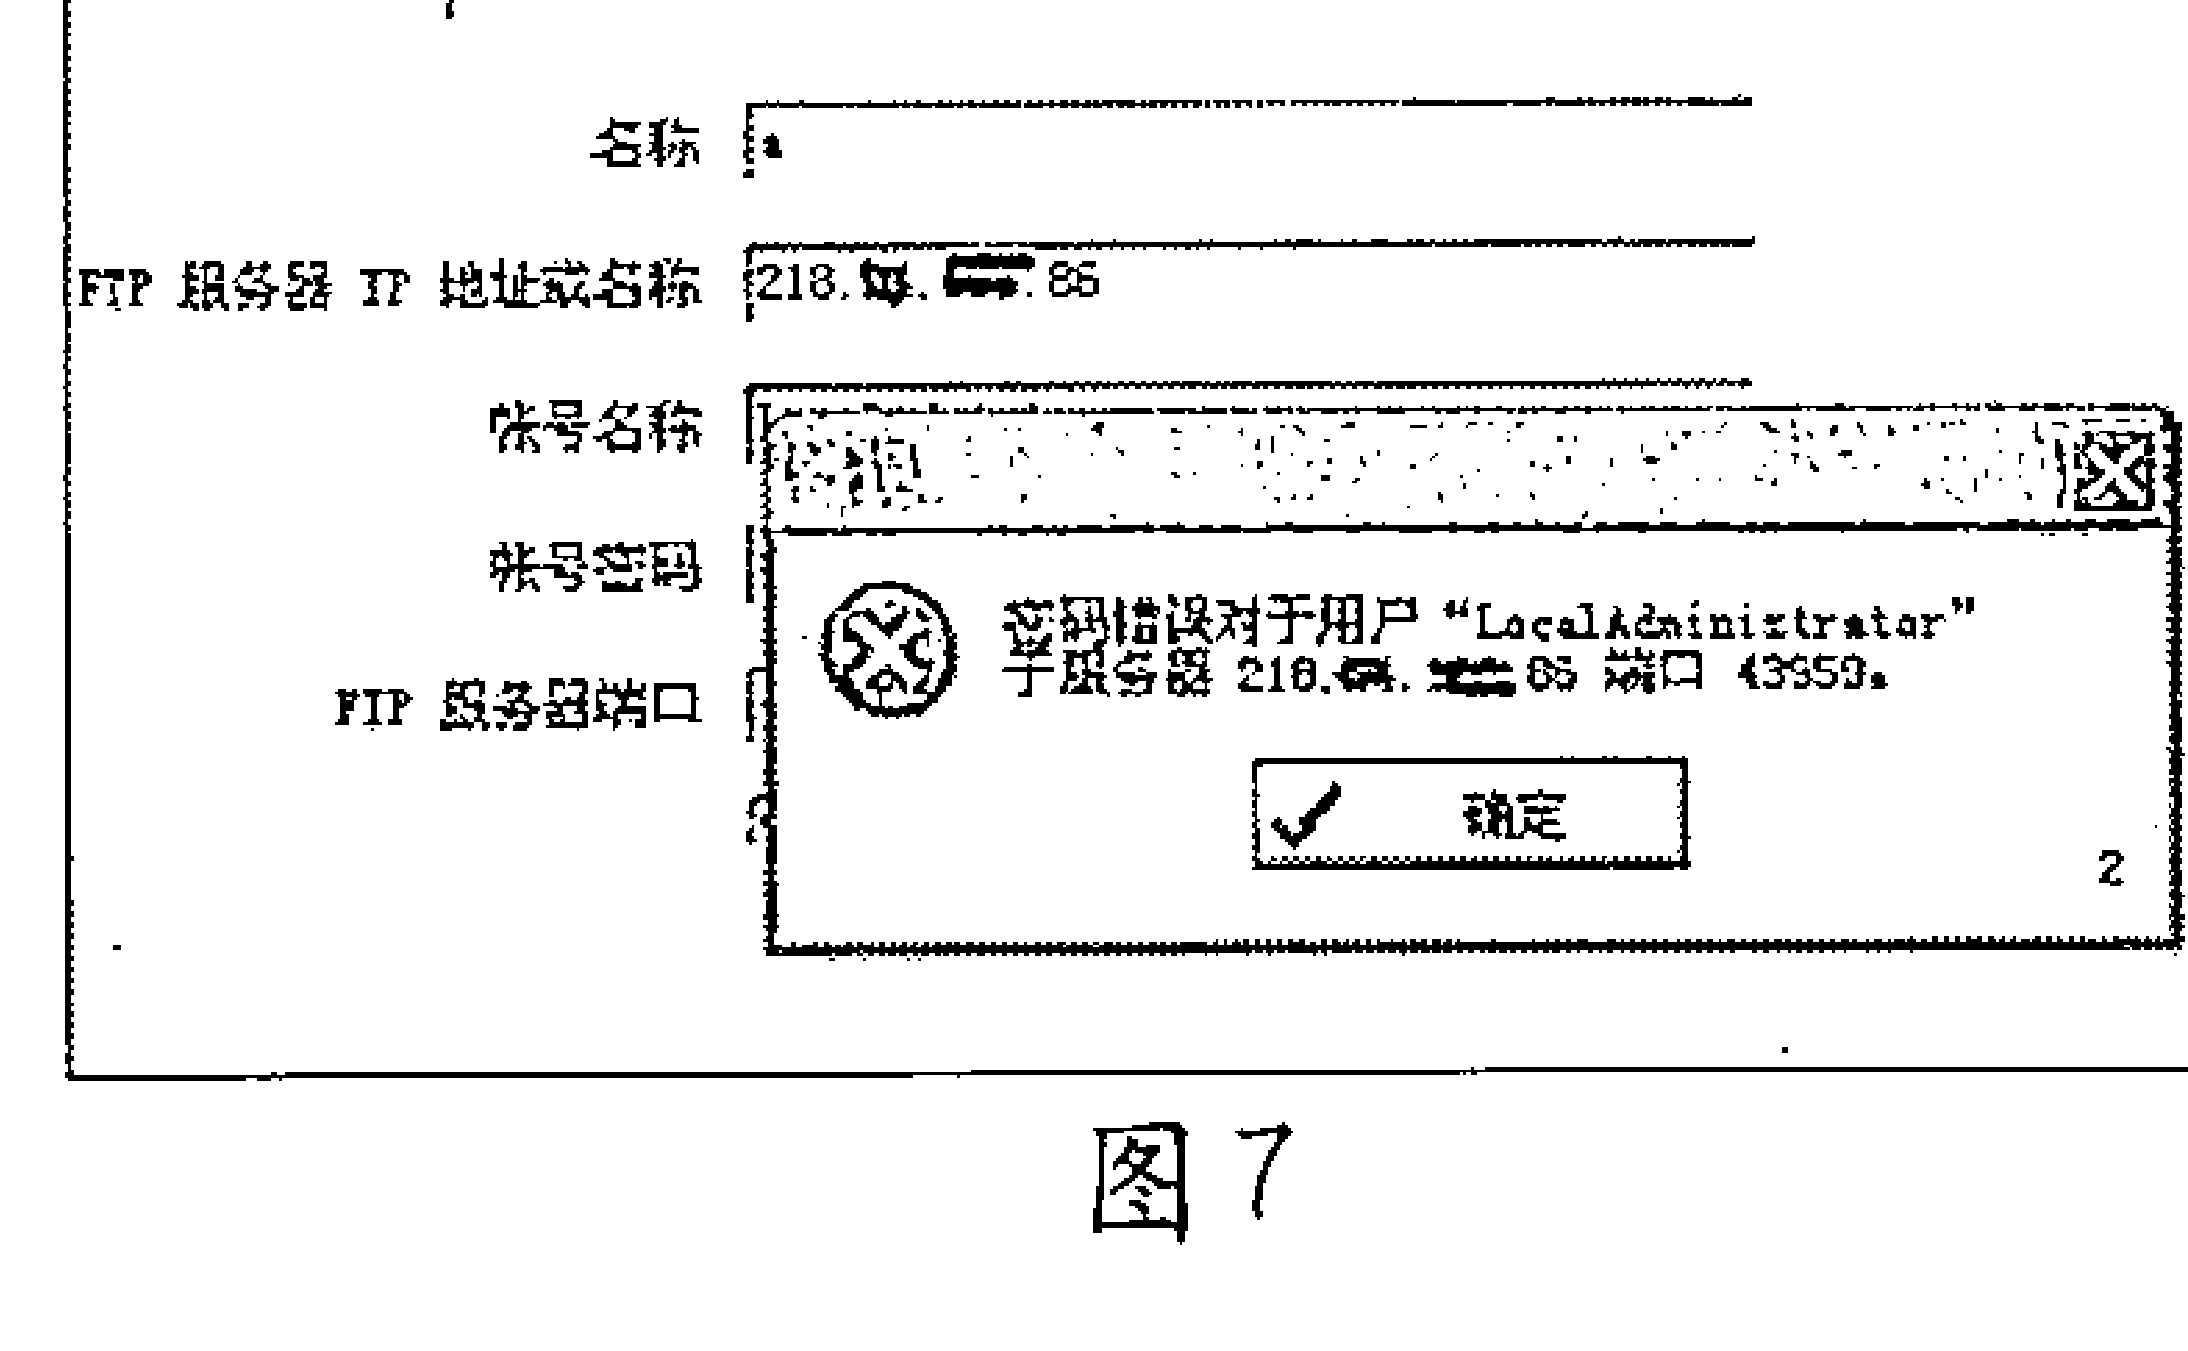 名称 a
FTP 服务器 IP 地址或名称 218. . .86
帐号名称
帐号密码
密码错误对于用户 “LocalAdministrator”
于服务器 218. . 86 端口 43958。
FTP 服务器端口
确定
2
图 7